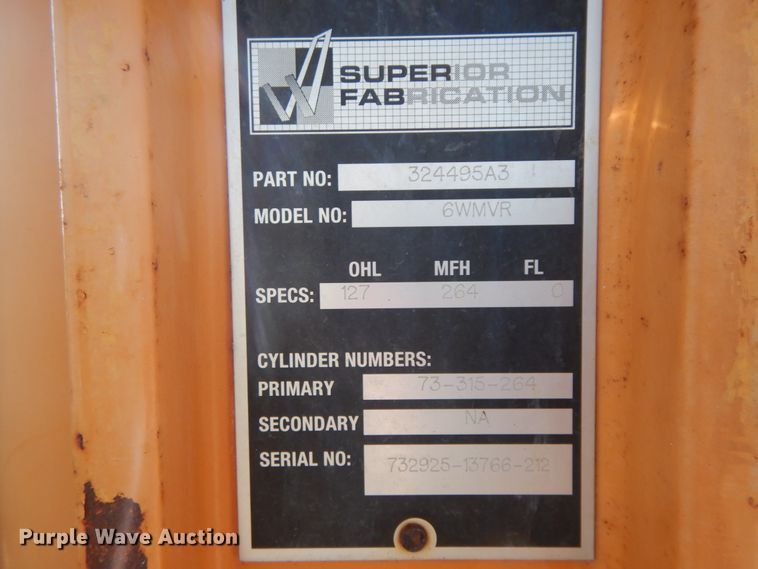 SUPERIOR
FABRICATION
PART NO: 324495A3
MODEL NO: 6WMVR
OHL MFH FL
SPECS: 127 264 0
CYLINDER NUMBERS:
PRIMARY 73-315-264
SECONDARY NA
SERIAL NO: 732925-13766-212
Purple Wave Auction